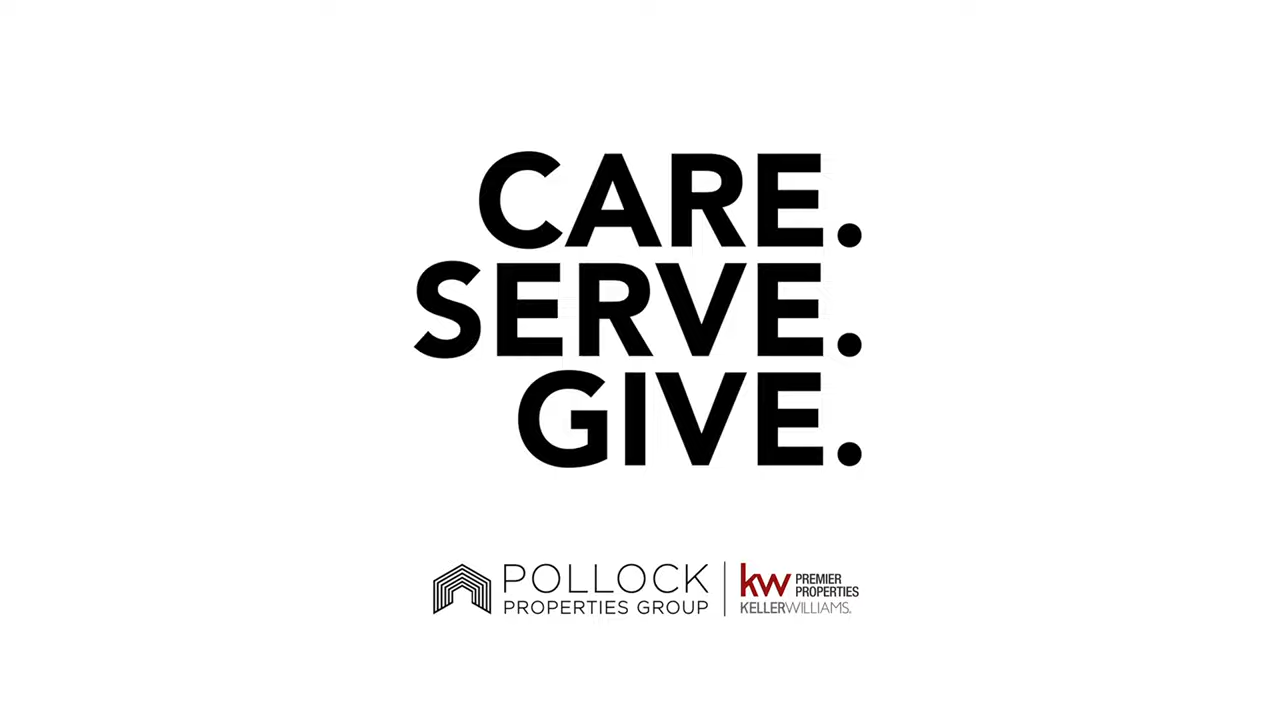 CARE.
SERVE.
GIVE.
POLLOCK
PROPERTIES GROUP
kw PREMIER
PROPERTIES
KELLERWILLIAMS.